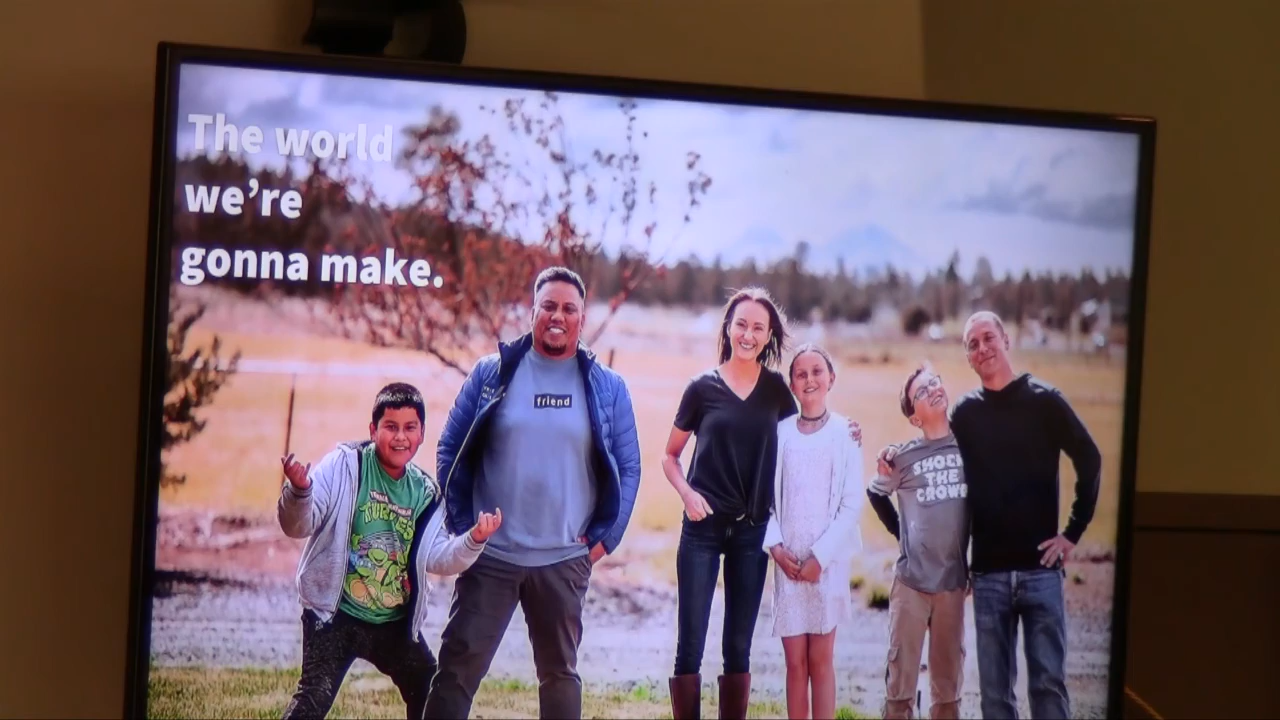 The world
we're
gonna make.
friend
TURTLES
SHOCK
THE
CROWD